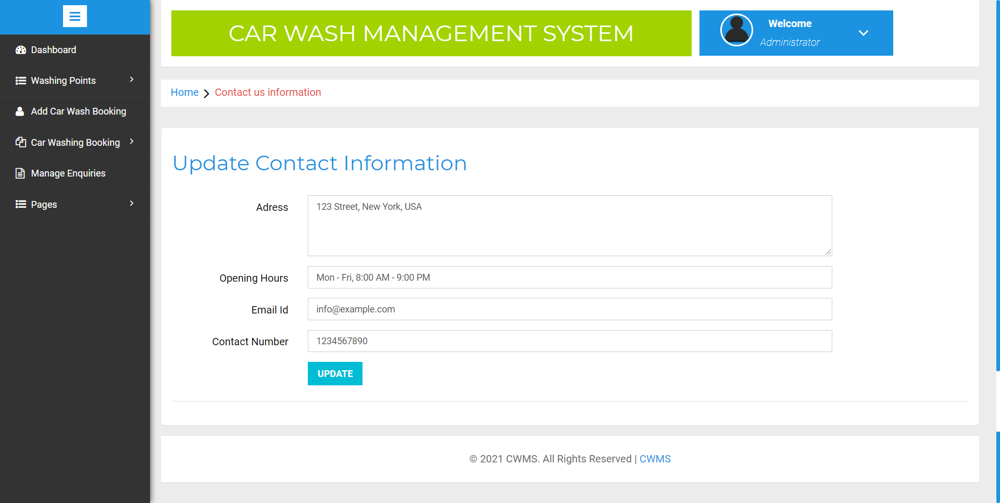 CAR WASH MANAGEMENT SYSTEM
Welcome
Administrator
Dashboard
Washing Points
Add Car Wash Booking
Car Washing Booking
Manage Enquiries
Pages
Home
Contact us information
Update Contact Information
Adress
123 Street, New York, USA
Opening Hours
Mon - Fri, 8:00 AM - 9:00 PM
Email Id
info@example.com
Contact Number
1234567890
UPDATE
© 2021 CWMS. All Rights Reserved | CWMS